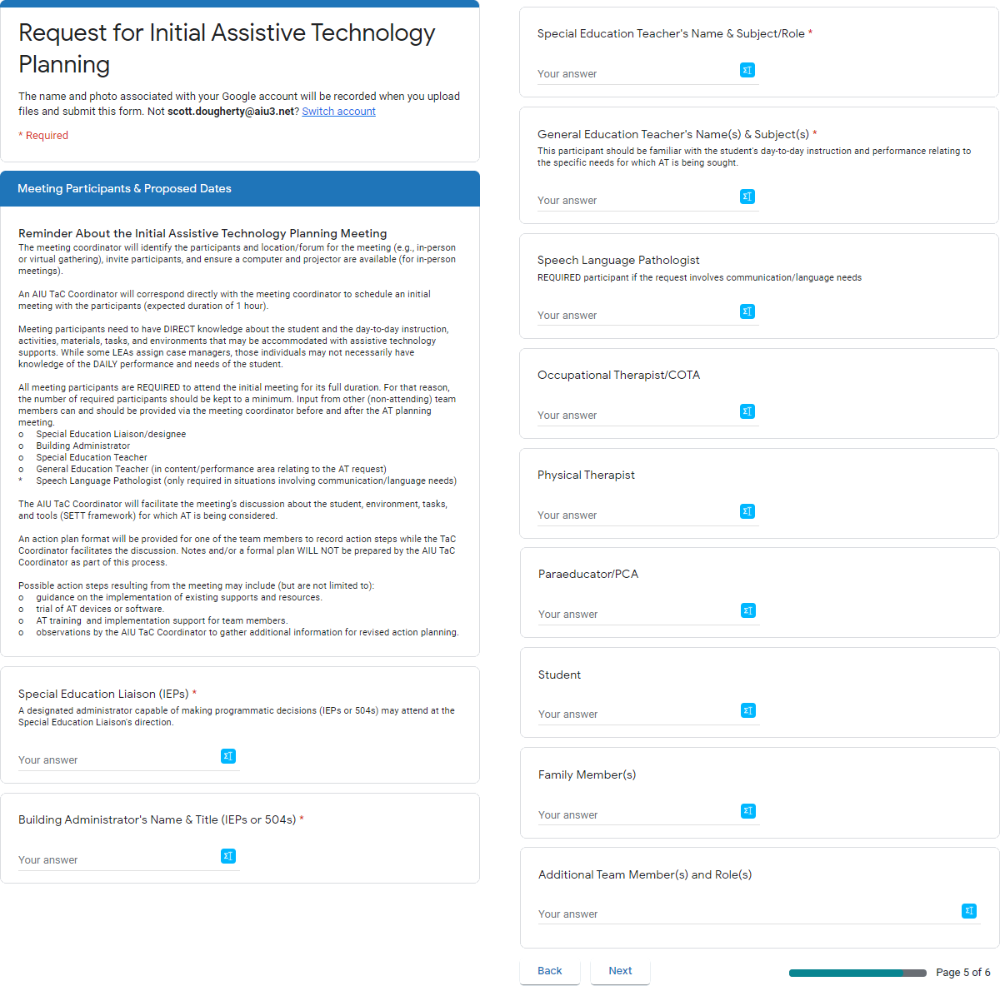 Request for Initial Assistive Technology
Planning
The name and photo associated with your Google account will be recorded when you upload
files and submit this form. Not scott.dougherty@aiu3.net? Switch account
* Required
Meeting Participants & Proposed Dates
Reminder About the Initial Assistive Technology Planning Meeting
The meeting coordinator will identify the participants and location/forum for the meeting (e.g., in-person
or virtual gathering), invite participants, and ensure a computer and projector are available (for in-person
meetings).
An AIU TaC Coordinator will correspond directly with the meeting coordinator to schedule an initial
meeting with the participants (expected duration of 1 hour).
Meeting participants need to have DIRECT knowledge about the student and the day-to-day instruction,
activities, materials, tasks, and environments that may be accommodated with assistive technology
supports. While some LEAs assign case managers, those individuals may not necessarily have
knowledge of the DAILY performance and needs of the student.
All meeting participants are REQUIRED to attend the initial meeting for its full duration. For that reason,
the number of required participants should be kept to a minimum. Input from other (non-attending) team
members can and should be provided via the meeting coordinator before and after the AT planning
meeting.
o Special Education Liaison/designee
o Building Administrator
o Special Education Teacher
o General Education Teacher (in content/performance area relating to the AT request)
* Speech Language Pathologist (only required in situations involving communication/language needs)
The AIU TaC Coordinator will facilitate the meeting's discussion about the student, environment, tasks,
and tools (SETT framework) for which AT is being considered.
An action plan format will be provided for one of the team members to record action steps while the TaC
Coordinator facilitates the discussion. Notes and/or a formal plan WILL NOT be prepared by the AIU TaC
Coordinator as part of this process.
Possible action steps resulting from the meeting may include (but are not limited to):
o guidance on the implementation of existing supports and resources.
o trial of AT devices or software.
o AT training and implementation support for team members.
o observations by the AIU TaC Coordinator to gather additional information for revised action planning.
Special Education Liaison (IEPs) *
A designated administrator capable of making programmatic decisions (IEPs or 504s) may attend at the
Special Education Liaison's direction.
Your answer
Building Administrator's Name & Title (IEPs or 504s) *
Your answer
Special Education Teacher's Name & Subject/Role *
Your answer
General Education Teacher's Name(s) & Subject(s) *
This participant should be familiar with the student's day-to-day instruction and performance relating to
the specific needs for which AT is being sought.
Your answer
Speech Language Pathologist
REQUIRED participant if the request involves communication/language needs
Your answer
Occupational Therapist/COTA
Your answer
Physical Therapist
Your answer
Paraeducator/PCA
Your answer
Student
Your answer
Family Member(s)
Your answer
Additional Team Member(s) and Role(s)
Your answer
Back Next Page 5 of 6